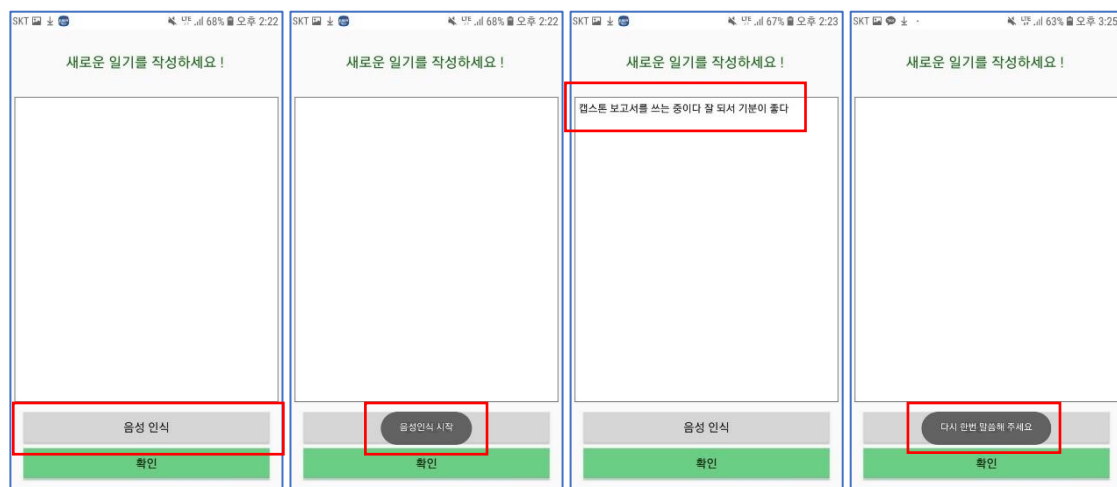 SKT LTE 68% 오후 2:22
새로운 일기를 작성하세요 !
음성 인식
확인
SKT LTE 68% 오후 2:22
새로운 일기를 작성하세요 !
음성인식 시작
확인
SKT LTE 67% 오후 2:23
새로운 일기를 작성하세요 !
캡스톤 보고서를 쓰는 중이다 잘 되서 기분이 좋다
음성 인식
확인
SKT LTE 63% 오후 3:25
새로운 일기를 작성하세요 !
다시 한번 말씀해 주세요
확인